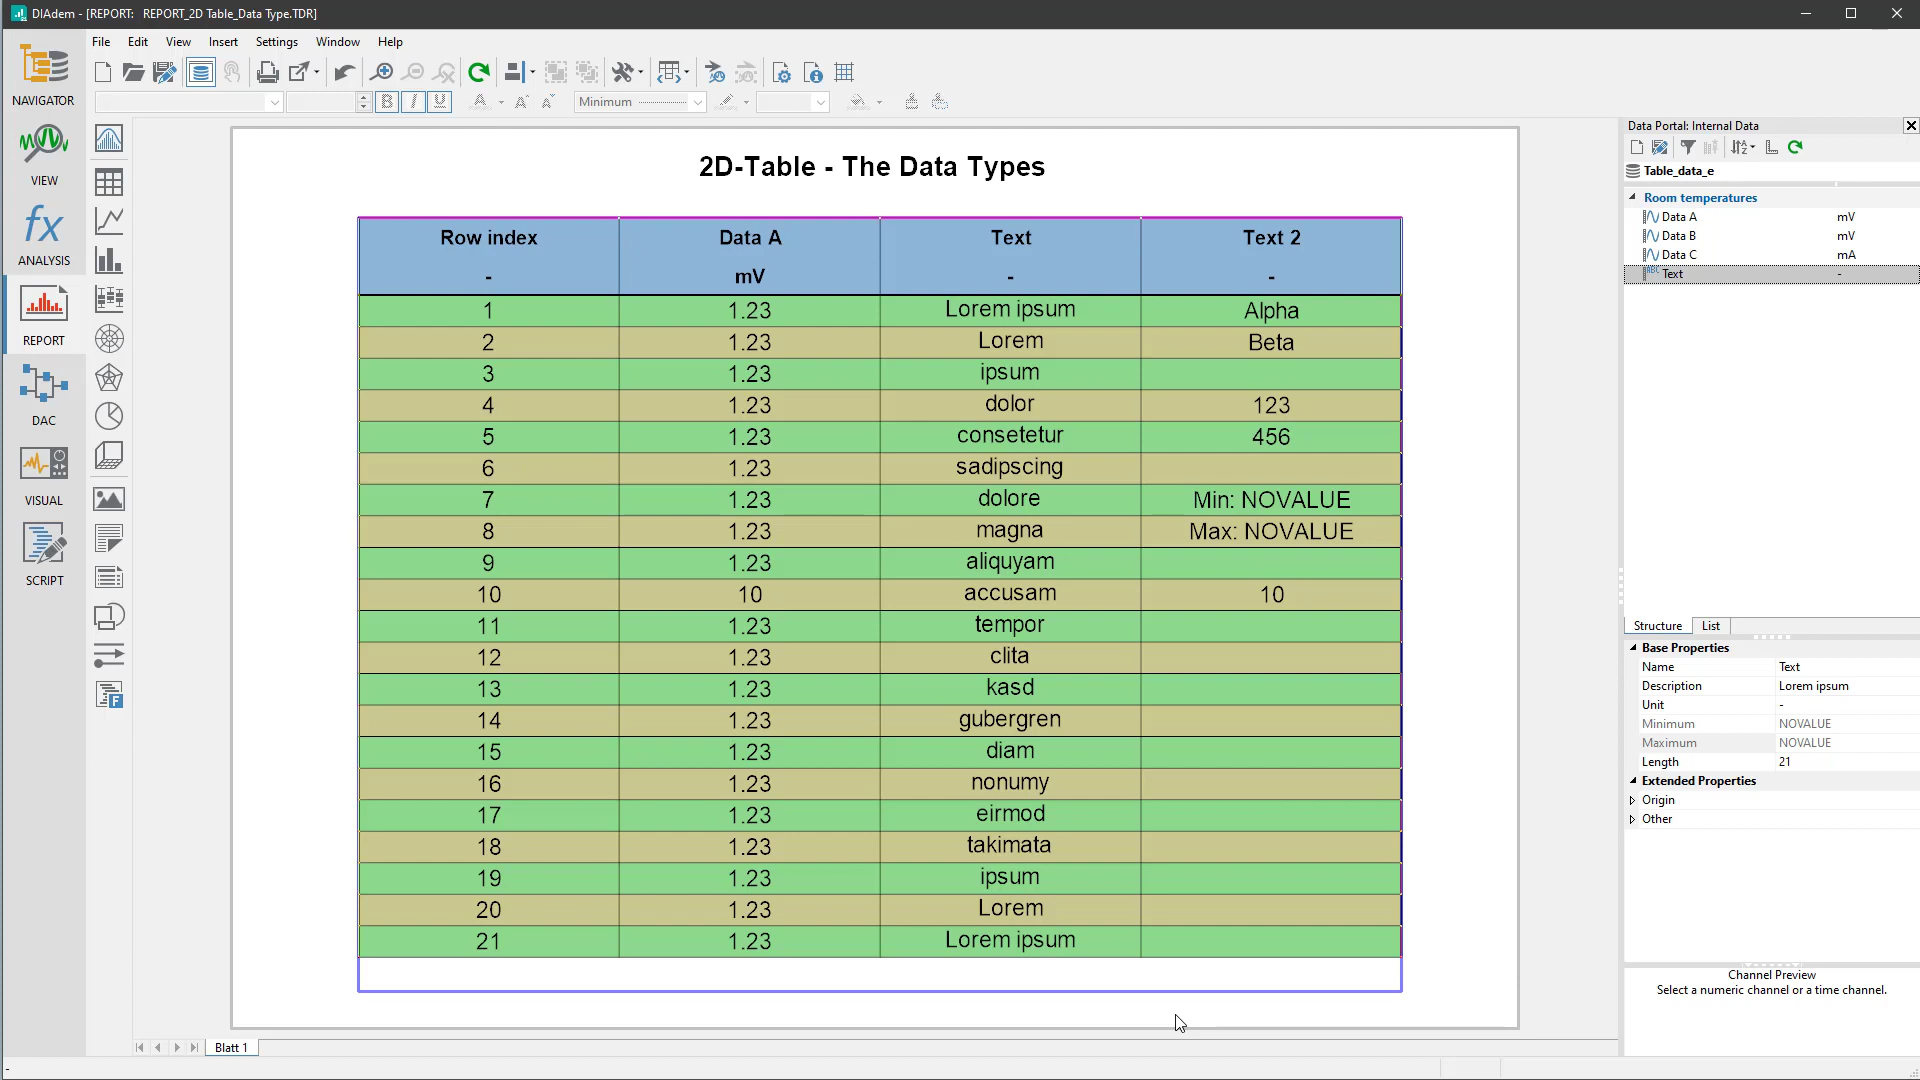 DIAdem - [REPORT:   REPORT_2D Table_Data Type.TDR]
File Edit View Insert Settings Window Help
NAVIGATOR
VIEW
fx
ANALYSIS
REPORT
DAC
VISUAL
SCRIPT
B I U A A A Minimum
2D-Table - The Data Types
Row index Data A Text Text 2
- mV - -
1 1.23 Lorem ipsum Alpha
2 1.23 Lorem Beta
3 1.23 ipsum
4 1.23 dolor 123
5 1.23 consetetur 456
6 1.23 sadipscing
7 1.23 dolore Min: NOVALUE
8 1.23 magna Max: NOVALUE
9 1.23 aliquyam
10 10 accusam 10
11 1.23 tempor
12 1.23 clita
13 1.23 kasd
14 1.23 gubergren
15 1.23 diam
16 1.23 nonumy
17 1.23 eirmod
18 1.23 takimata
19 1.23 ipsum
20 1.23 Lorem
21 1.23 Lorem ipsum
Blatt 1
-
Data Portal: Internal Data
Table_data_e
Room temperatures
Data A mV
Data B mV
Data C mA
ABC Text -
Structure List
Base Properties
Name Text
Description Lorem ipsum
Unit -
Minimum NOVALUE
Maximum NOVALUE
Length 21
Extended Properties
Origin
Other
Channel Preview
Select a numeric channel or a time channel.